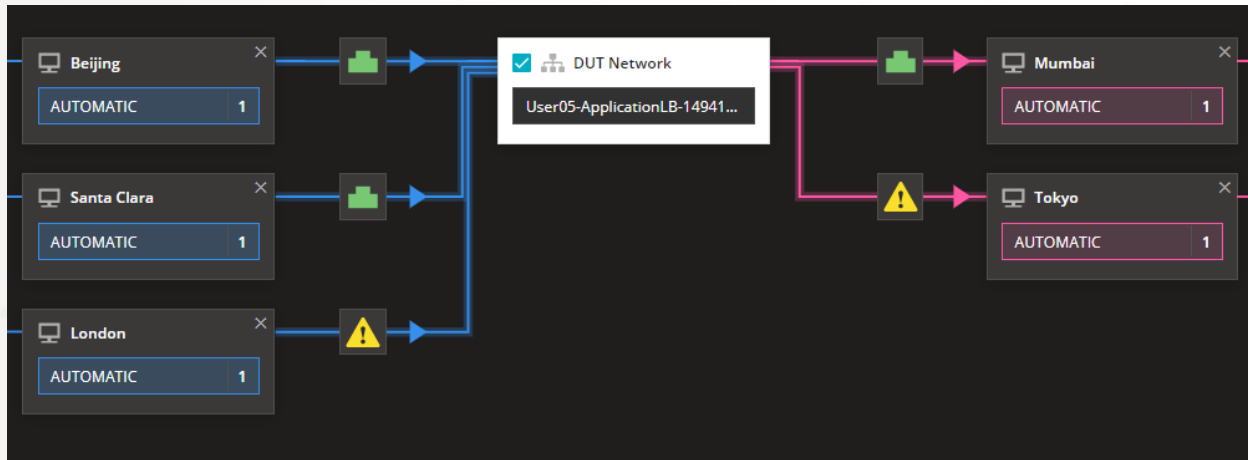 Beijing
AUTOMATIC 1
Santa Clara
AUTOMATIC 1
London
AUTOMATIC 1
DUT Network
User05-ApplicationLB-14941...
Mumbai
AUTOMATIC 1
Tokyo
AUTOMATIC 1